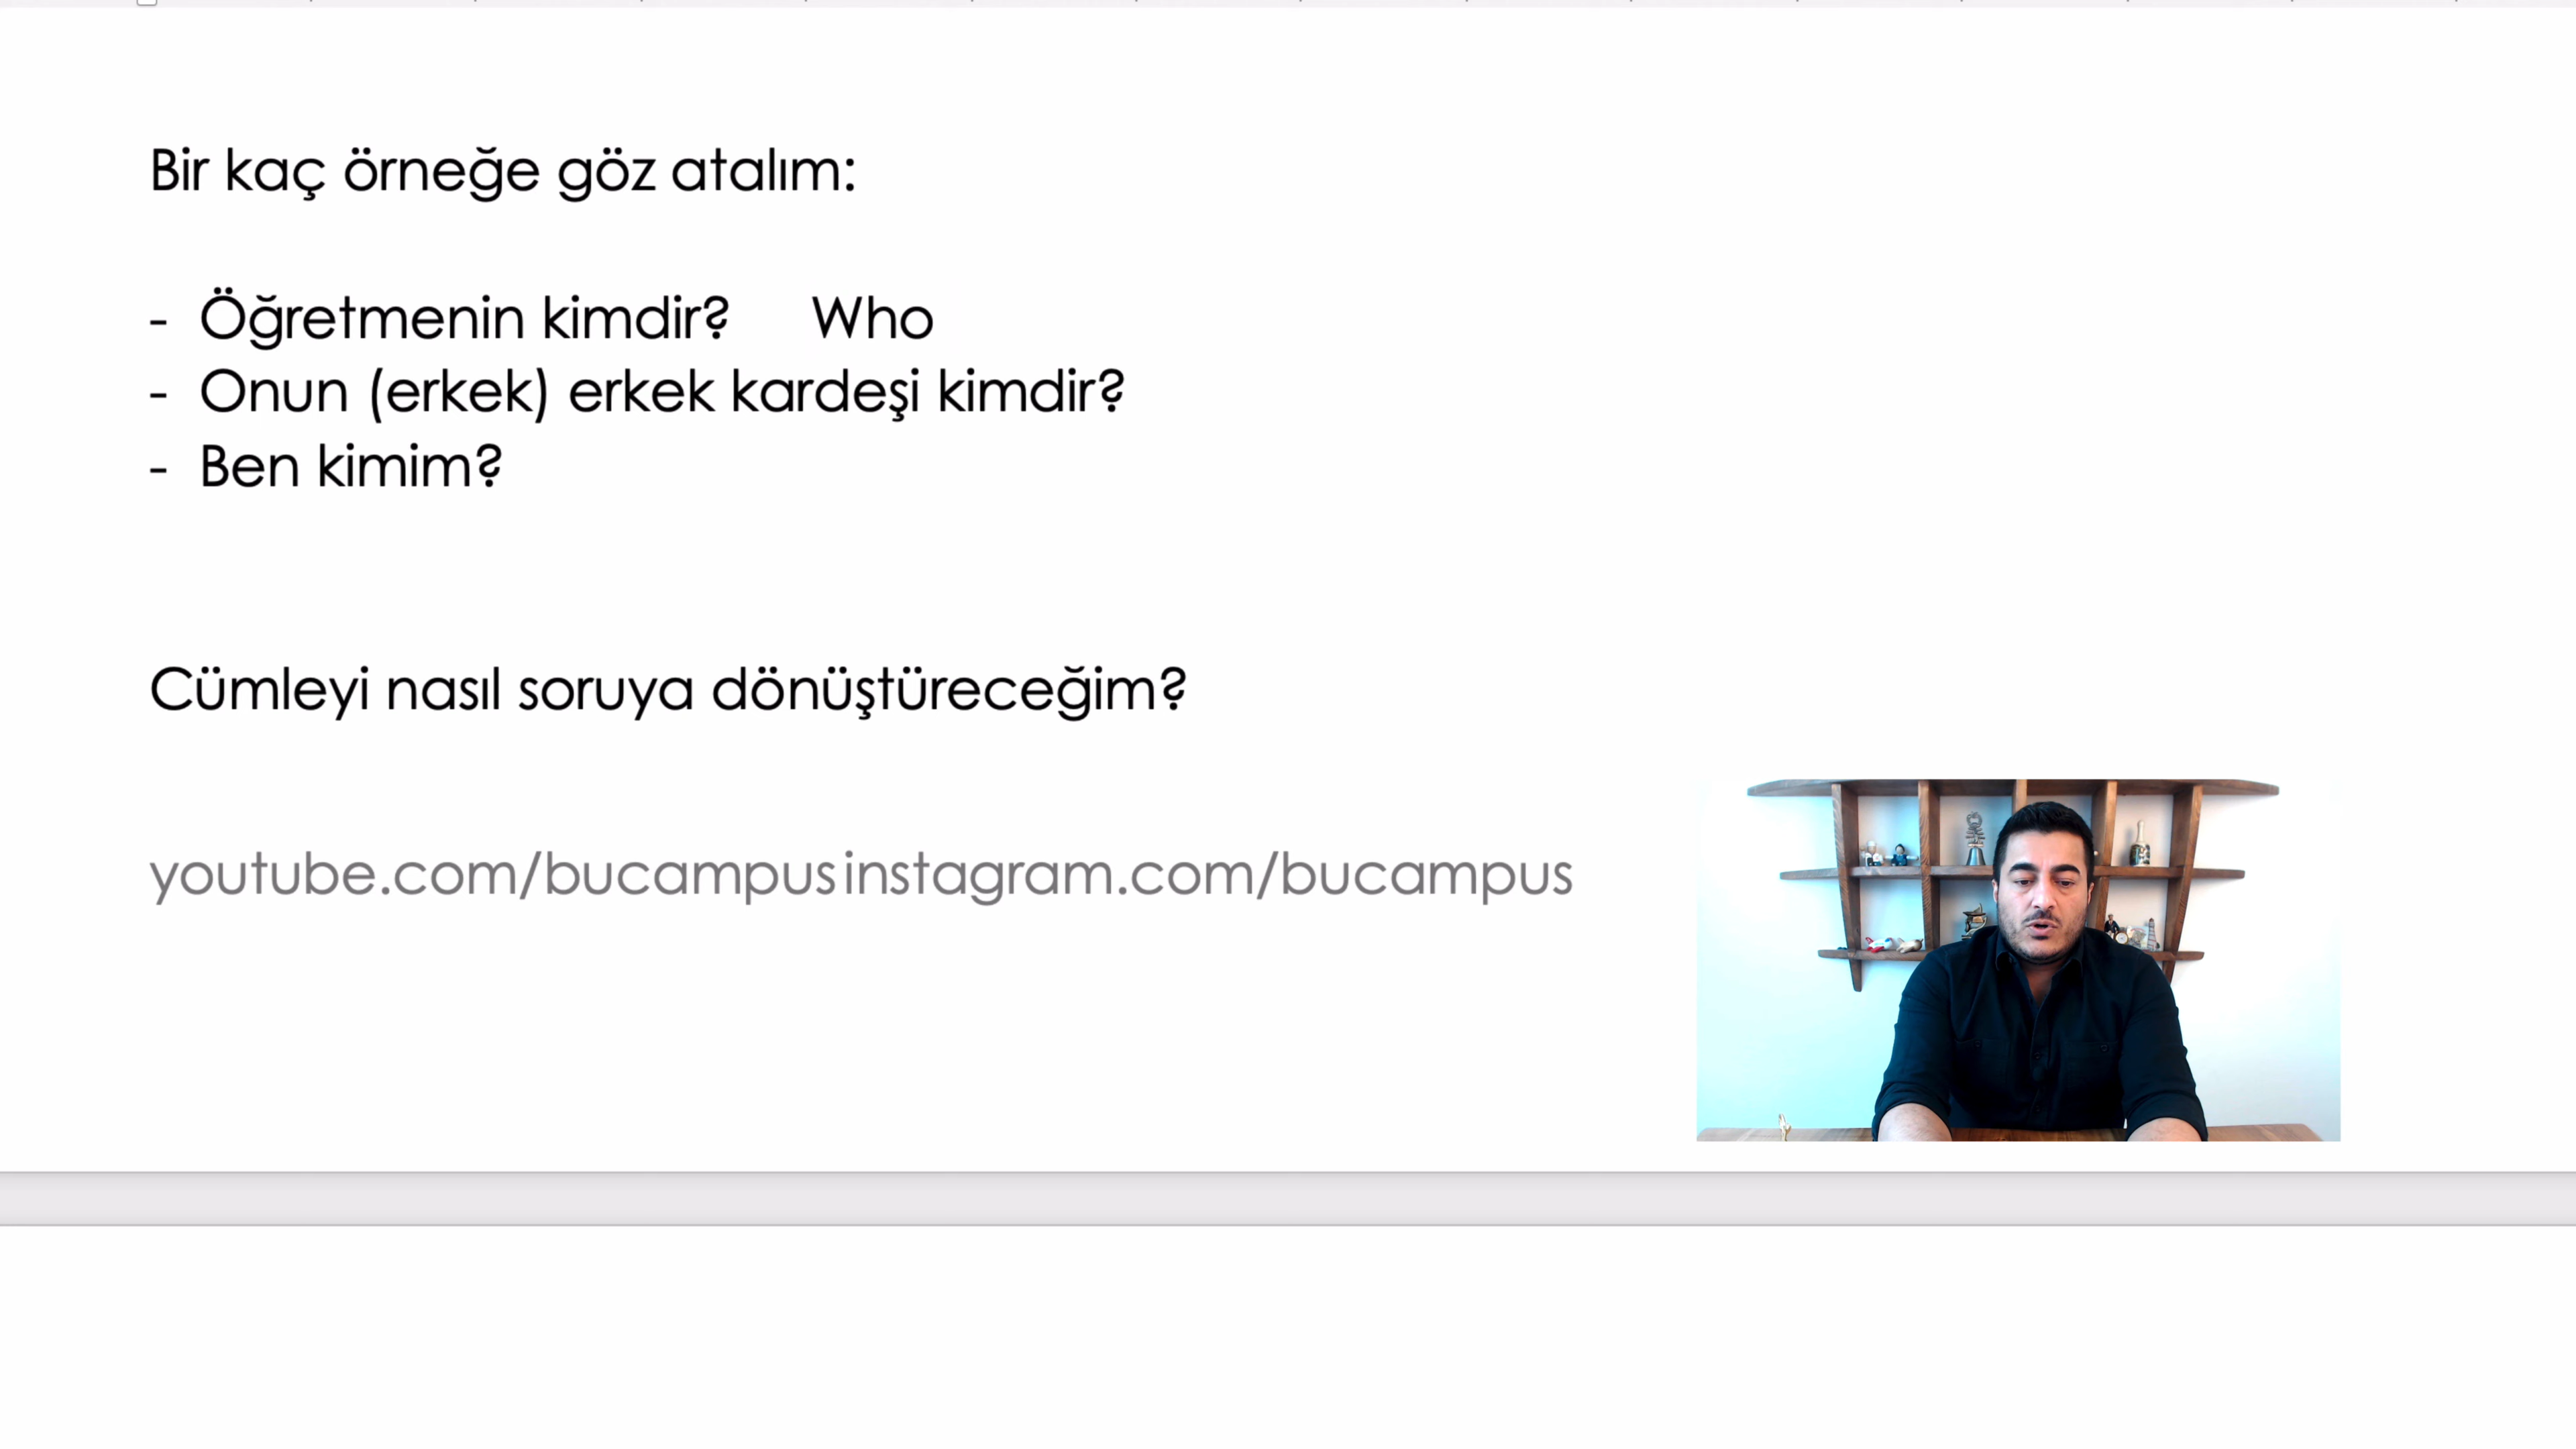 Bir kaç örneğe göz atalım:
- Öğretmenin kimdir? Who
- Onun (erkek) erkek kardeşi kimdir?
- Ben kimim?
Cümleyi nasıl soruya dönüştüreceğim?
youtube.com/bucampus instagram.com/bucampus